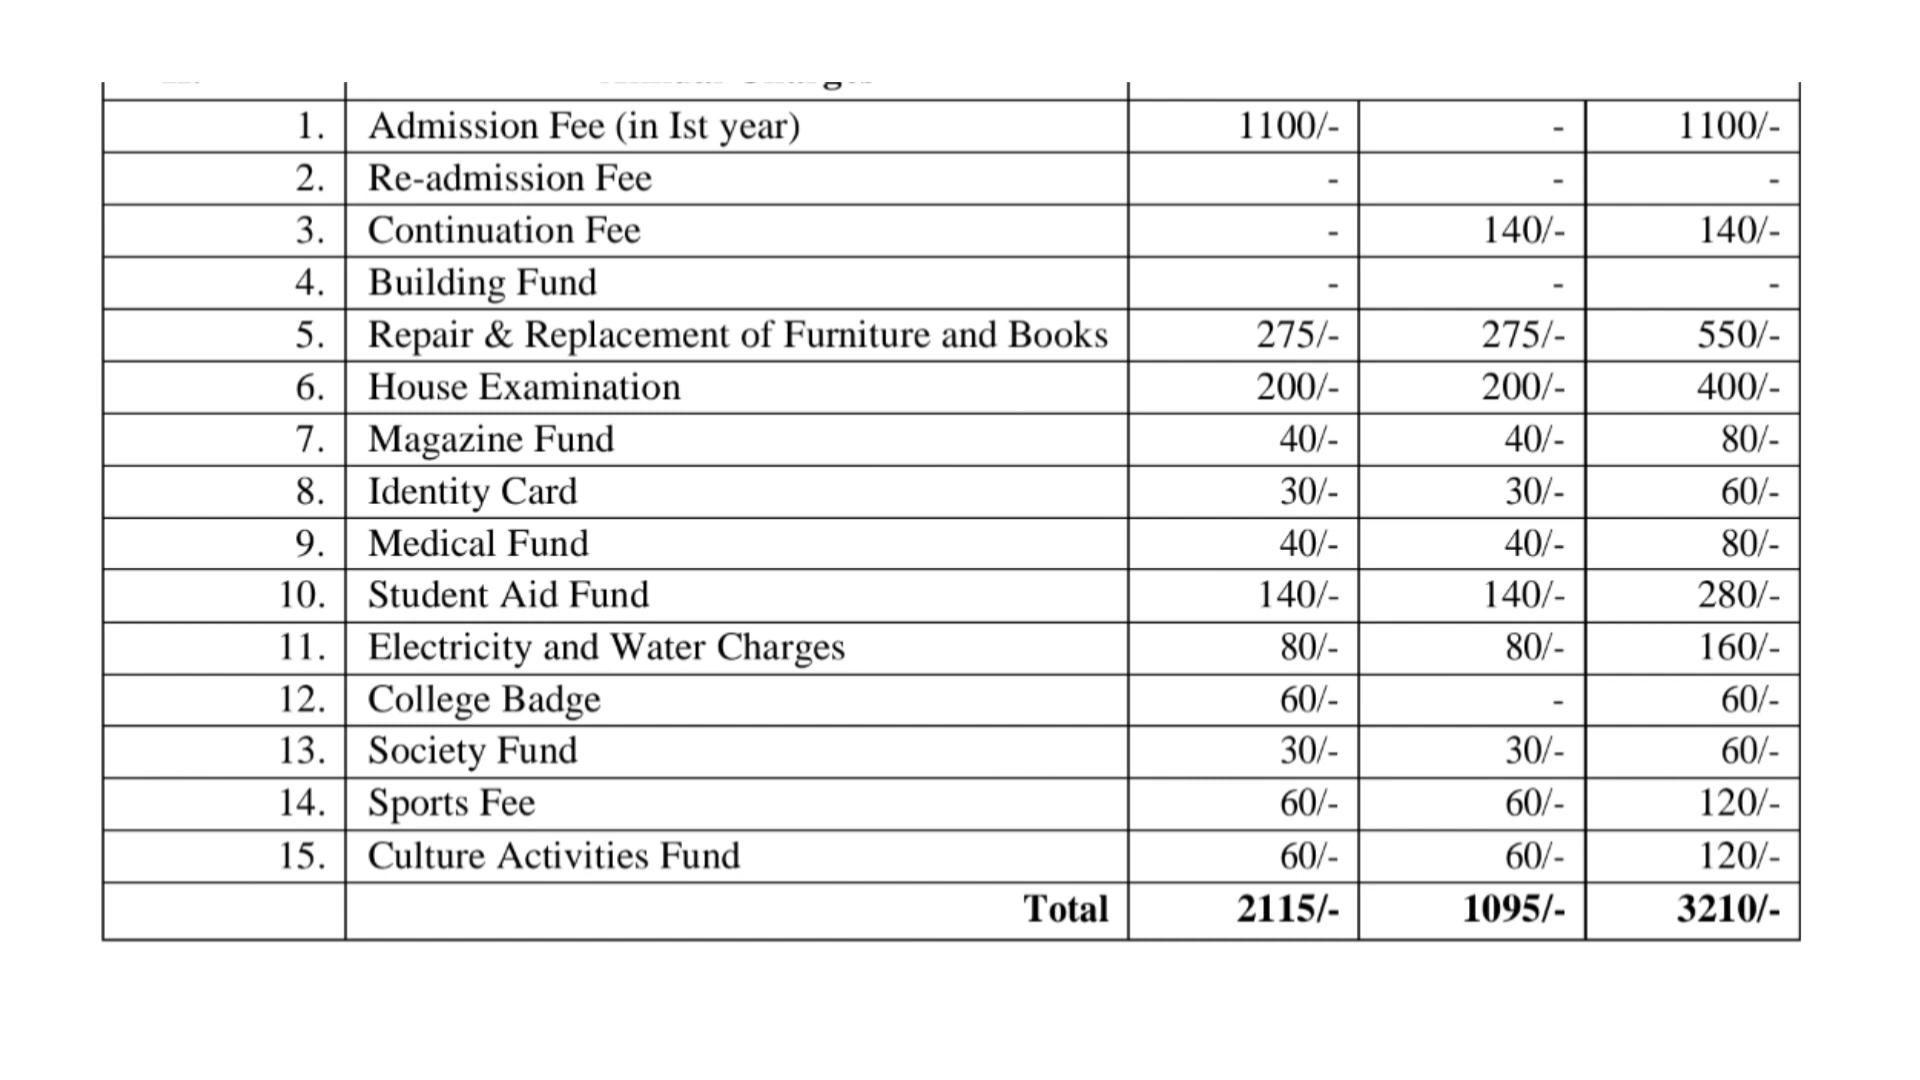 1. Admission Fee (in Ist year) 1100/- - 1100/-
2. Re-admission Fee - - -
3. Continuation Fee - 140/- 140/-
4. Building Fund - - -
5. Repair & Replacement of Furniture and Books 275/- 275/- 550/-
6. House Examination 200/- 200/- 400/-
7. Magazine Fund 40/- 40/- 80/-
8. Identity Card 30/- 30/- 60/-
9. Medical Fund 40/- 40/- 80/-
10. Student Aid Fund 140/- 140/- 280/-
11. Electricity and Water Charges 80/- 80/- 160/-
12. College Badge 60/- - 60/-
13. Society Fund 30/- 30/- 60/-
14. Sports Fee 60/- 60/- 120/-
15. Culture Activities Fund 60/- 60/- 120/-
Total 2115/- 1095/- 3210/-